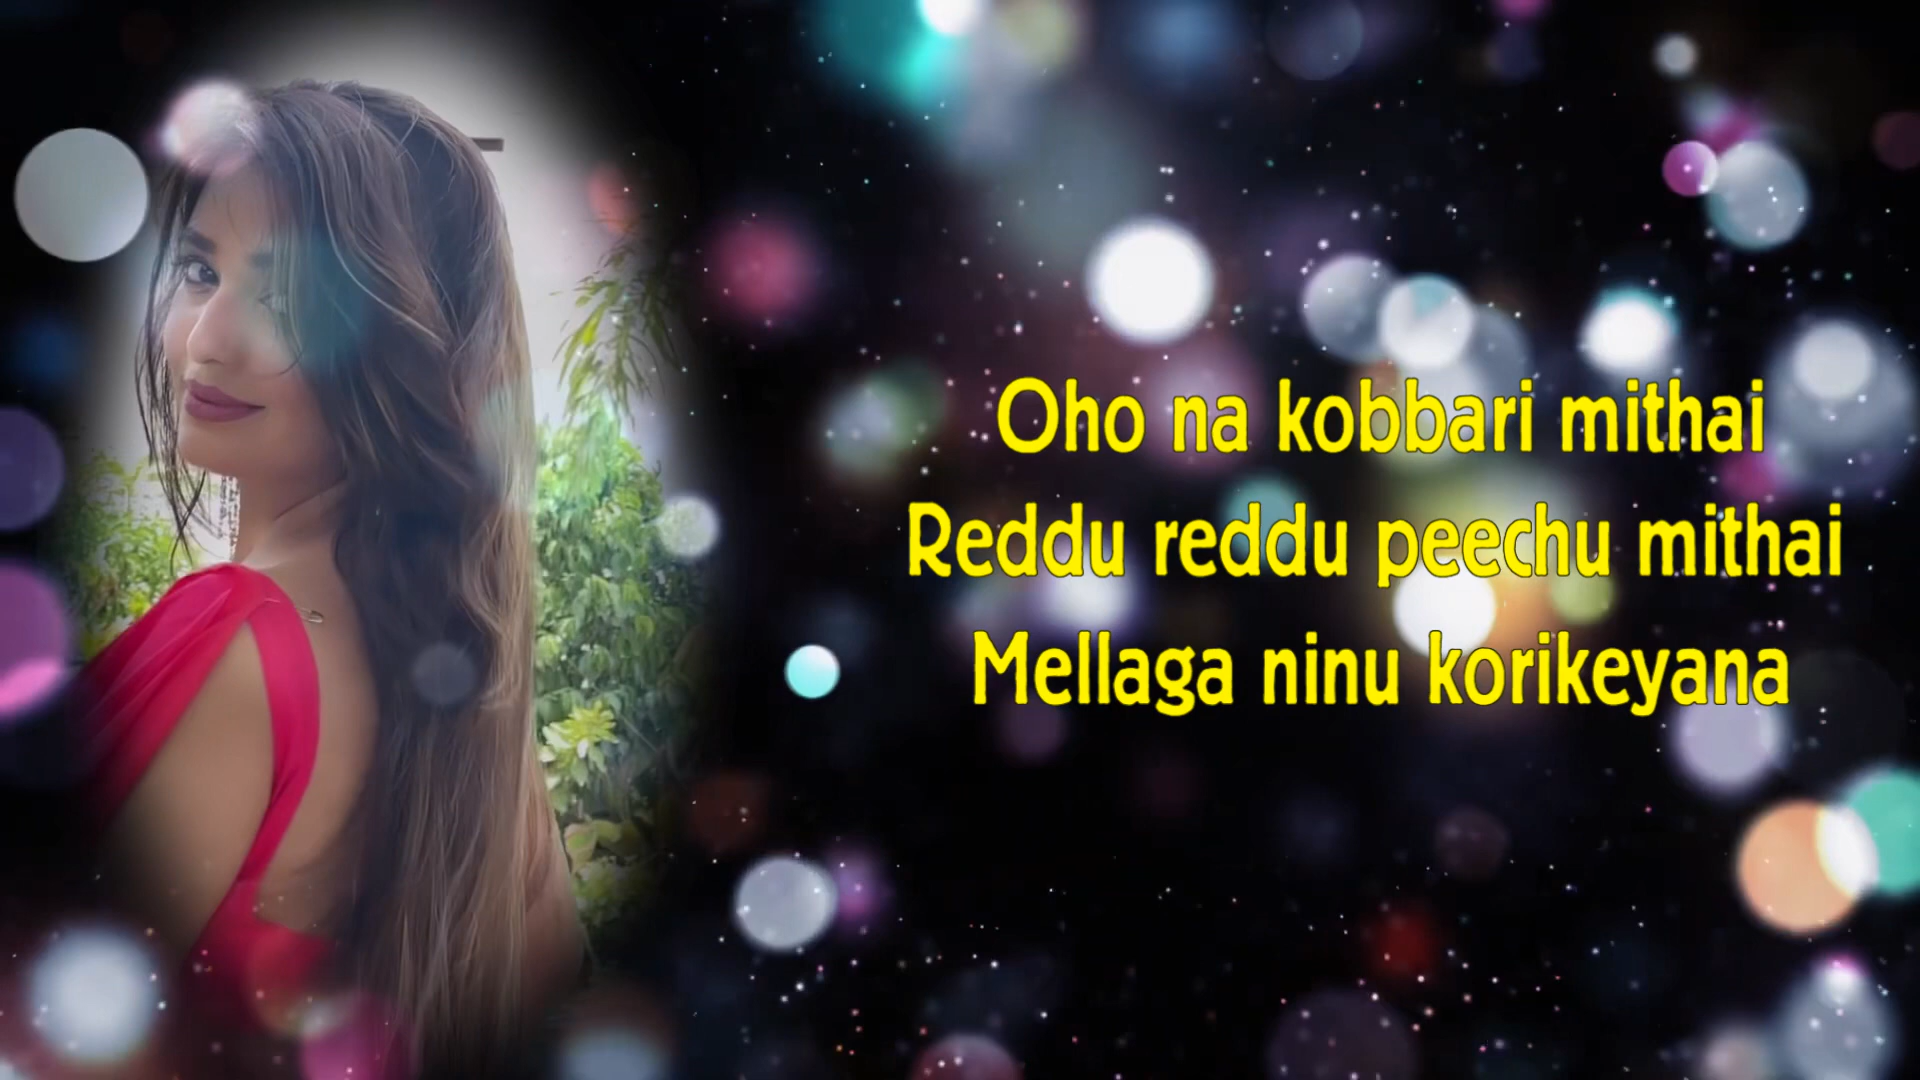 Oho na kobbari mithai
Reddu reddu peechu mithai
Mellaga ninu korikeyana